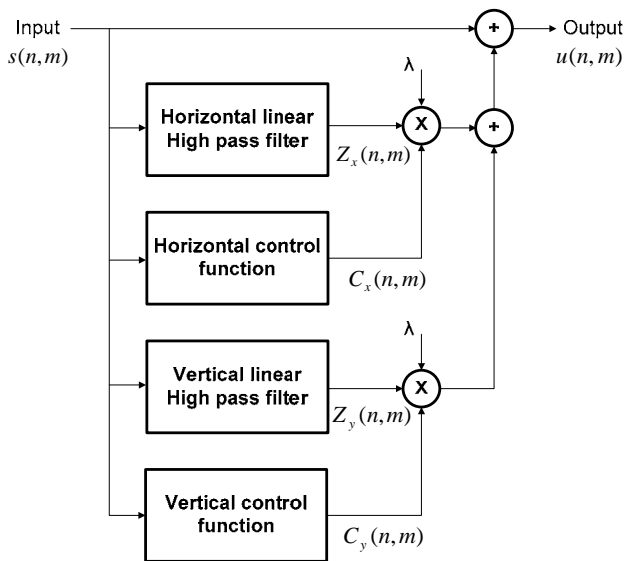 Input
s(n,m)
+
Output
u(n,m)
λ
Horizontal linear
High pass filter
Z_x(n,m)
X
+
Horizontal control
function
C_x(n,m)
λ
Vertical linear
High pass filter
Z_y(n,m)
X
Vertical control
function
C_y(n,m)